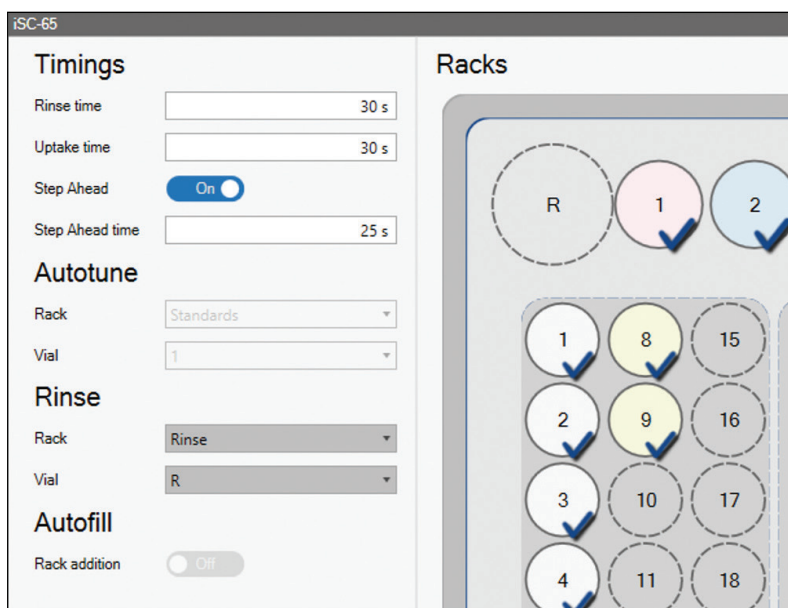 iSC-65
Timings
Rinse time 30 s
Uptake time 30 s
Step Ahead On
Step Ahead time 25 s
Autotune
Rack Standards
Vial 1
Rinse
Rack Rinse
Vial R
Autofill
Rack addition Off
Racks
R 1 2
1 8 15
2 9 16
3 10 17
4 11 18